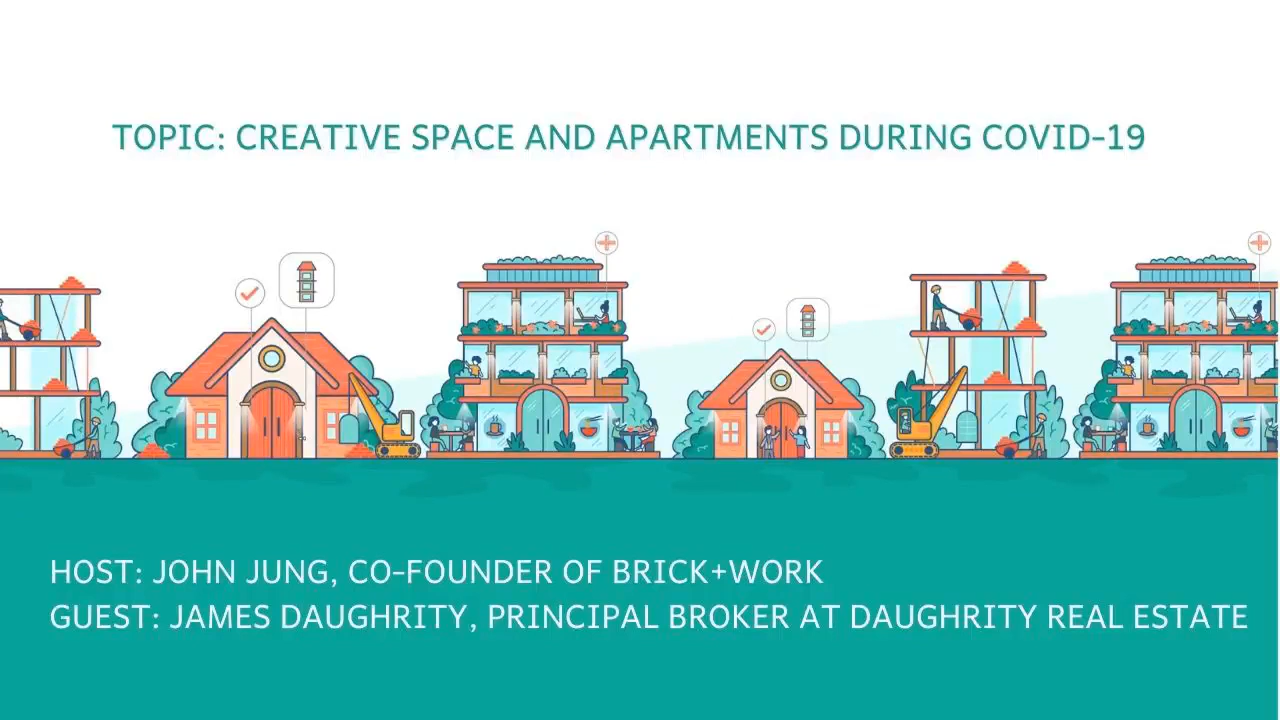 TOPIC: CREATIVE SPACE AND APARTMENTS DURING COVID-19
HOST: JOHN JUNG, CO-FOUNDER OF BRICK+WORK
GUEST: JAMES DAUGHRITY, PRINCIPAL BROKER AT DAUGHRITY REAL ESTATE